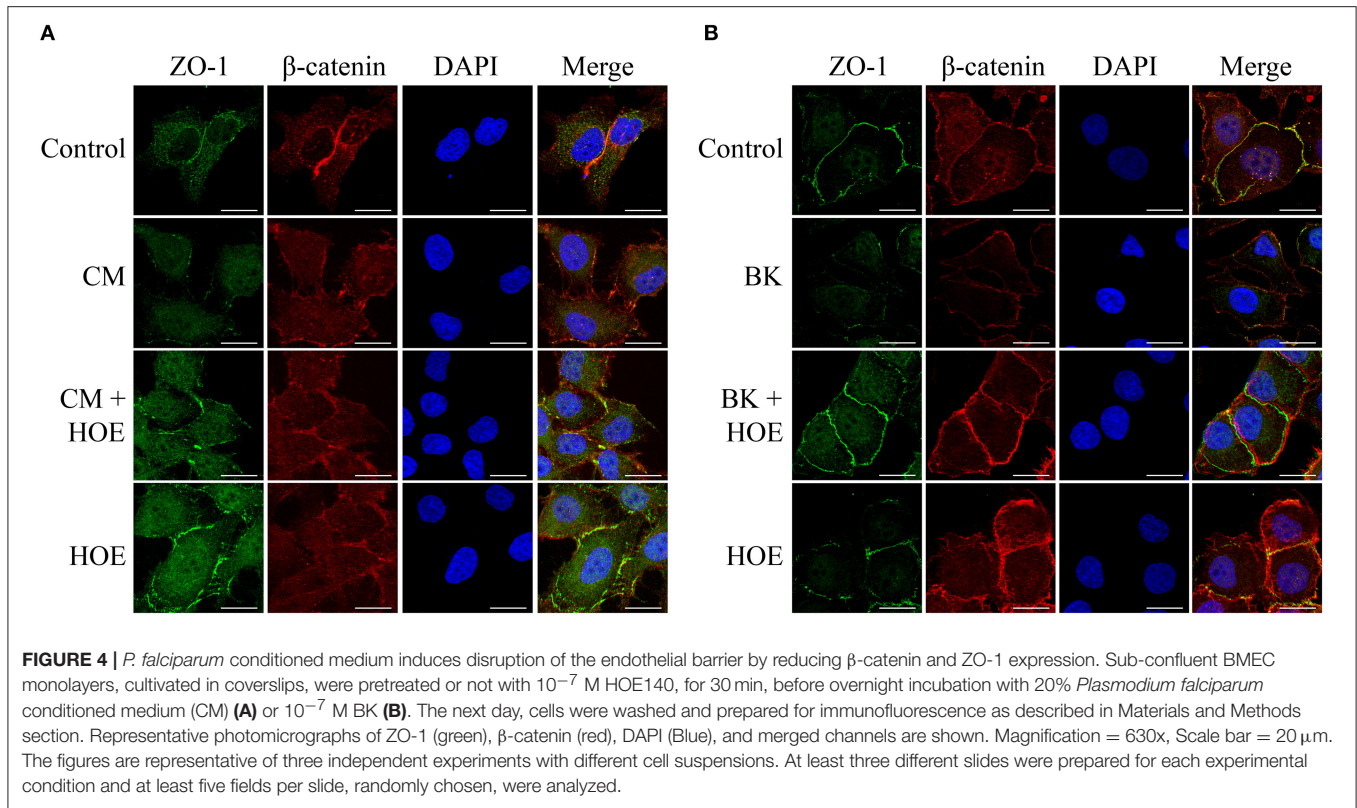 A
ZO-1 β-catenin DAPI Merge
Control
CM
CM +
HOE
HOE
B
ZO-1 β-catenin DAPI Merge
Control
BK
BK +
HOE
HOE
FIGURE 4 | P. falciparum conditioned medium induces disruption of the endothelial barrier by reducing β-catenin and ZO-1 expression. Sub-confluent BMEC
monolayers, cultivated in coverslips, were pretreated or not with 10⁻⁷ M HOE140, for 30 min, before overnight incubation with 20% Plasmodium falciparum
conditioned medium (CM) (A) or 10⁻⁷ M BK (B). The next day, cells were washed and prepared for immunofluorescence as described in Materials and Methods
section. Representative photomicrographs of ZO-1 (green), β-catenin (red), DAPI (Blue), and merged channels are shown. Magnification = 630x, Scale bar = 20 μm.
The figures are representative of three independent experiments with different cell suspensions. At least three different slides were prepared for each experimental
condition and at least five fields per slide, randomly chosen, were analyzed.